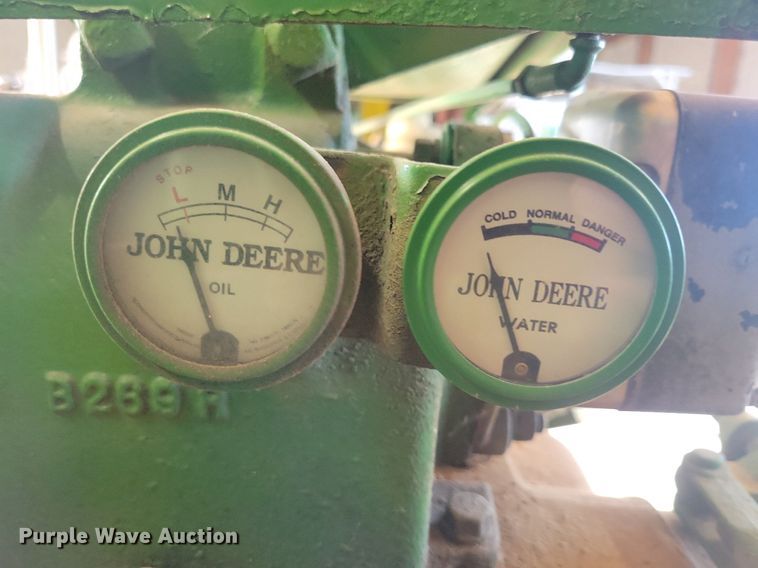 STOP
L M H
JOHN DEERE
OIL
COLD NORMAL DANGER
JOHN DEERE
WATER
B269R
Purple Wave Auction